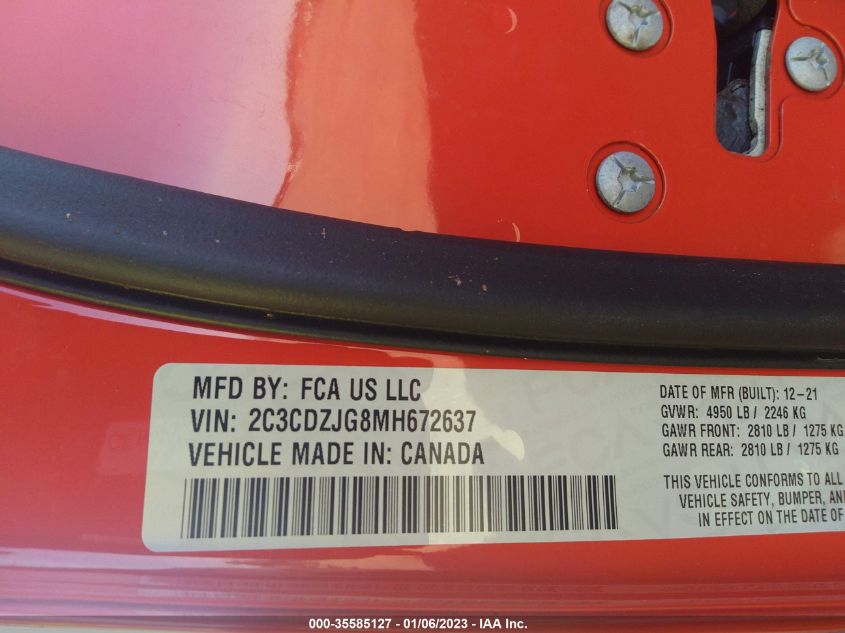 MFD BY: FCA US LLC
VIN: 2C3CDZJG8MH672637
VEHICLE MADE IN: CANADA
DATE OF MFR (BUILT): 12-21
GVWR: 4950 LB / 2246 KG
GAWR FRONT: 2810 LB / 1275 KG
GAWR REAR: 2810 LB / 1275 KG
THIS VEHICLE CONFORMS TO ALL
VEHICLE SAFETY, BUMPER, AND
IN EFFECT ON THE DATE OF
000-35585127 - 01/06/2023 - IAA Inc.